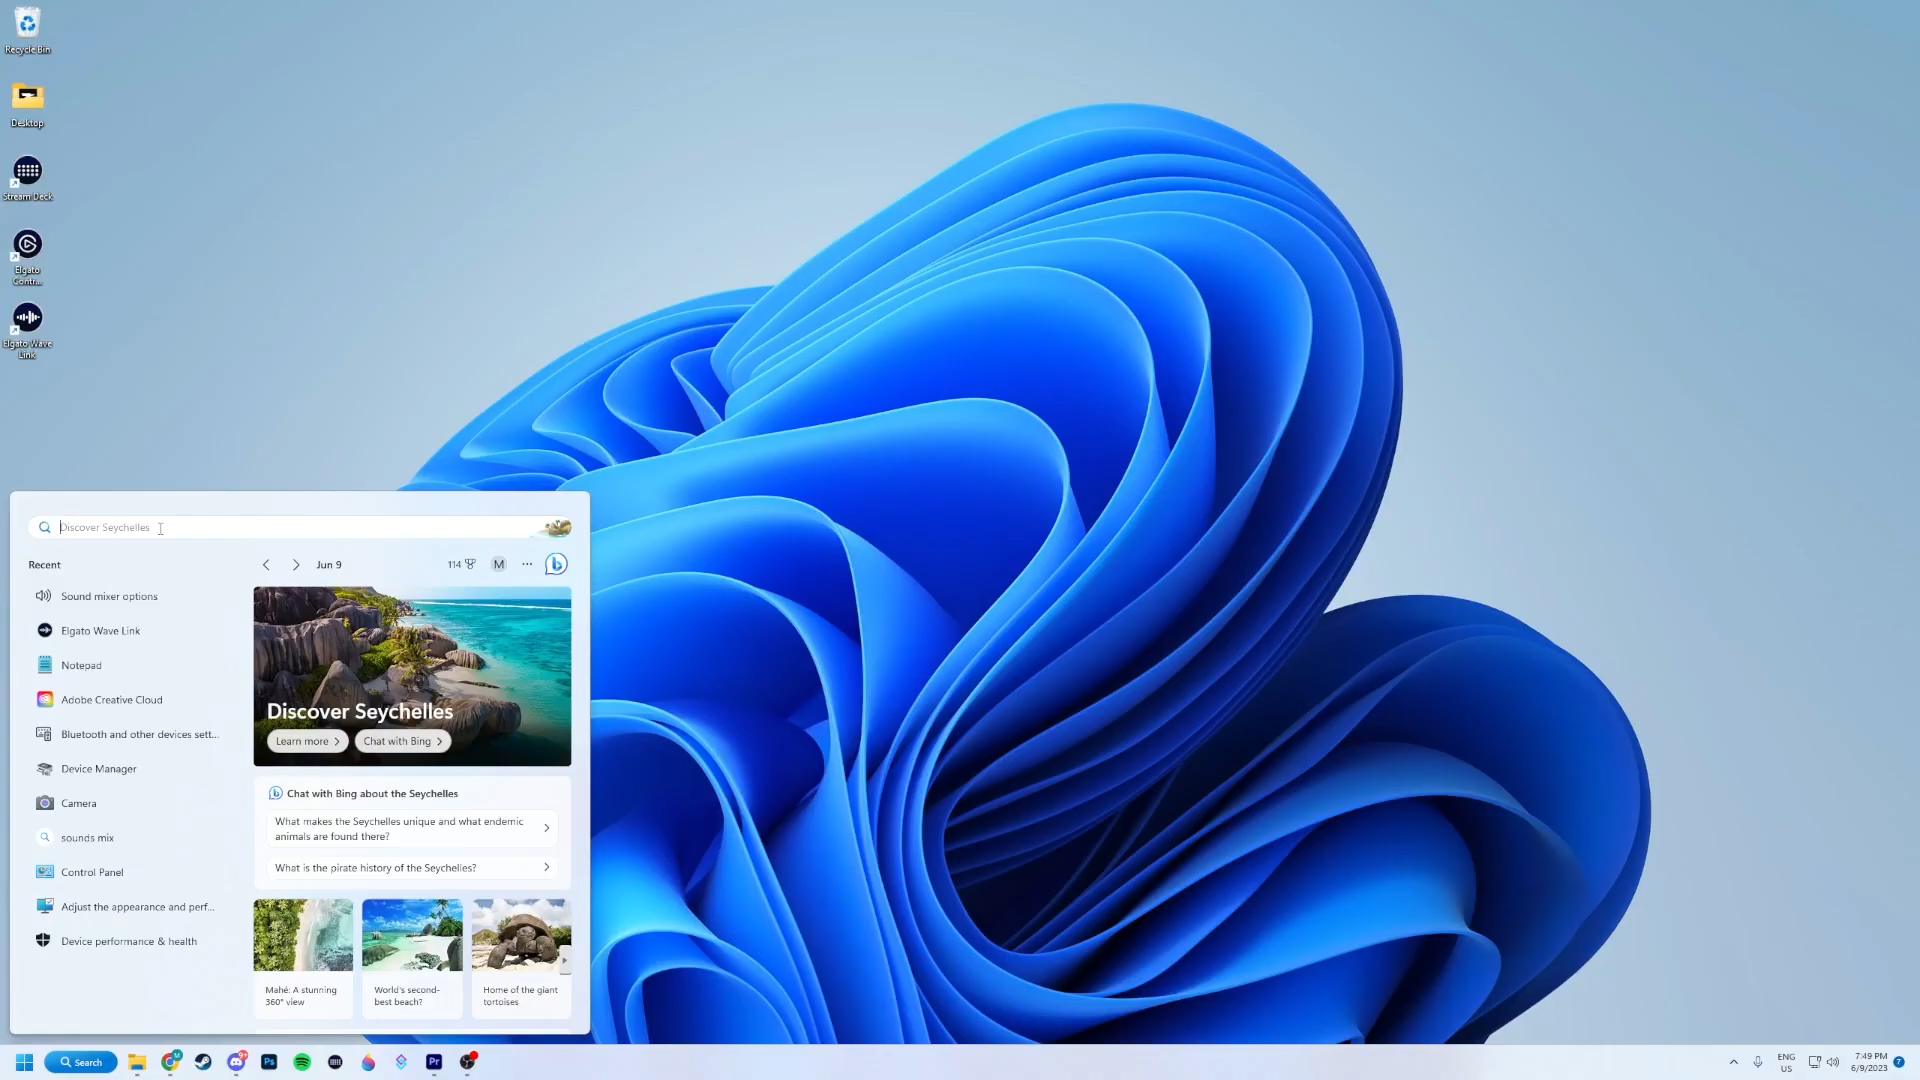 Recycle Bin
Desktop
Stream Deck
Elgato
Contr...
Elgato Wave
Link
Discover Seychelles
Recent
Jun 9
114
M
Sound mixer options
Elgato Wave Link
Notepad
Adobe Creative Cloud
Bluetooth and other devices sett...
Device Manager
Camera
sounds mix
Control Panel
Adjust the appearance and perf...
Device performance & health
Discover Seychelles
Learn more
Chat with Bing
Chat with Bing about the Seychelles
What makes the Seychelles unique and what endemic
animals are found there?
What is the pirate history of the Seychelles?
Mahé: A stunning
360° view
World's second-
best beach?
Home of the giant
tortoises
Search
M
9+
Ps
Pr
ENG
US
7:49 PM
6/9/2023
7